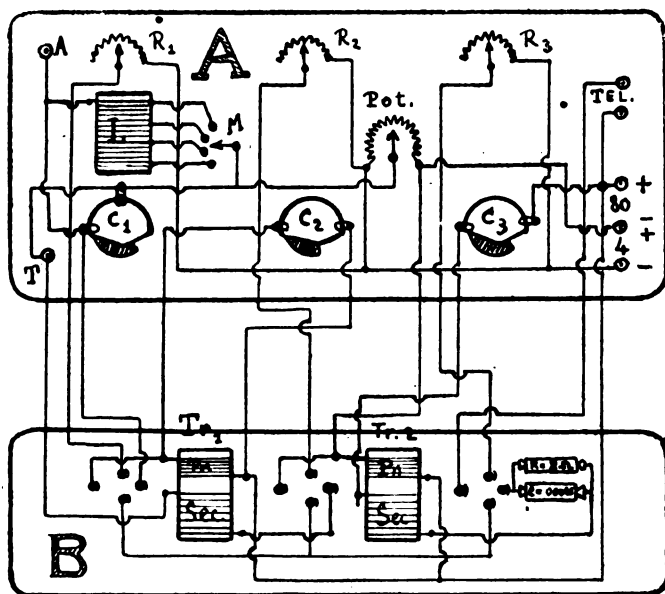 A R₁ A R₂ R₃
TEL.
Pot.
L. M
+
C₁ C₂ C₃ 80
-
+
T 4
-
Tr.₁ Tr.2
Pri Pri
Sec Sec
B